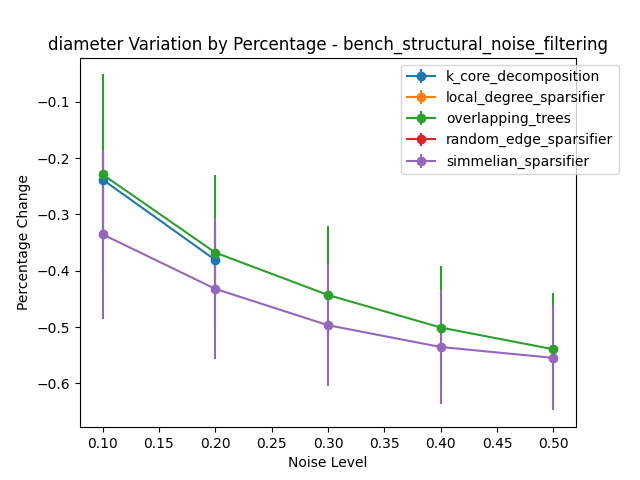 diameter Variation by Percentage - bench_structural_noise_filtering
k_core_decomposition
local_degree_sparsifier
overlapping_trees
random_edge_sparsifier
simmelian_sparsifier
Percentage Change
−0.1
−0.2
−0.3
−0.4
−0.5
−0.6
0.10 0.15 0.20 0.25 0.30 0.35 0.40 0.45 0.50
Noise Level